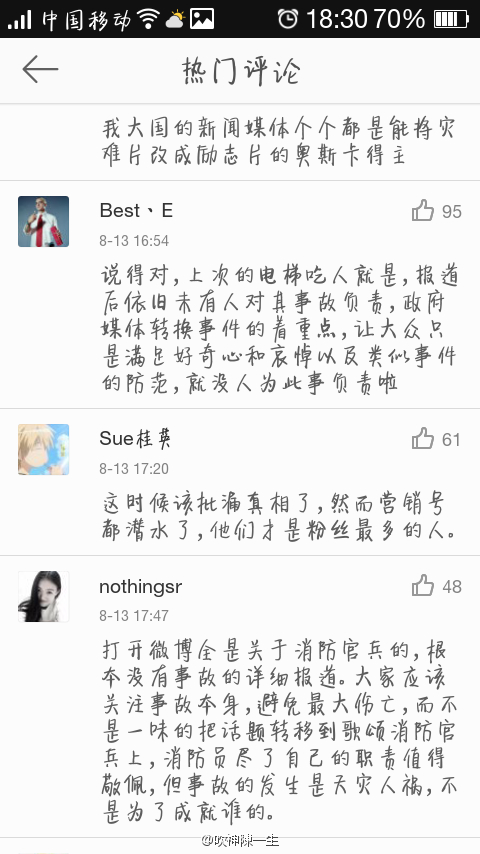 中国移动 18:30 70%
热门评论
我大国的新闻媒体个个都是能将灾
难片改成励志片的奥斯卡得主
Best、E 95
8-13 16:54
说得对,上次的电梯吃人就是,报道
后依旧未有人对其事故负责,政府
媒体转换事件的着重点,让大众只
是满足好奇心和哀悼以及类似事件
的防范,就没人为此事负责啦
Sue桂英 61
8-13 17:20
这时候该批漏真相了,然而营销号
都潜水了,他们才是粉丝最多的人。
nothingsr 48
8-13 17:47
打开微博全是关于消防官兵的,根
本没有事故的详细报道。大家应该
关注事故本身,避免最大伤亡,而不
是一味的把话题转移到歌颂消防官
兵上,消防员尽了自己的职责值得
敬佩,但事故的发生是天灾人祸,不
是为了成就谁的。
@吹神陳一生